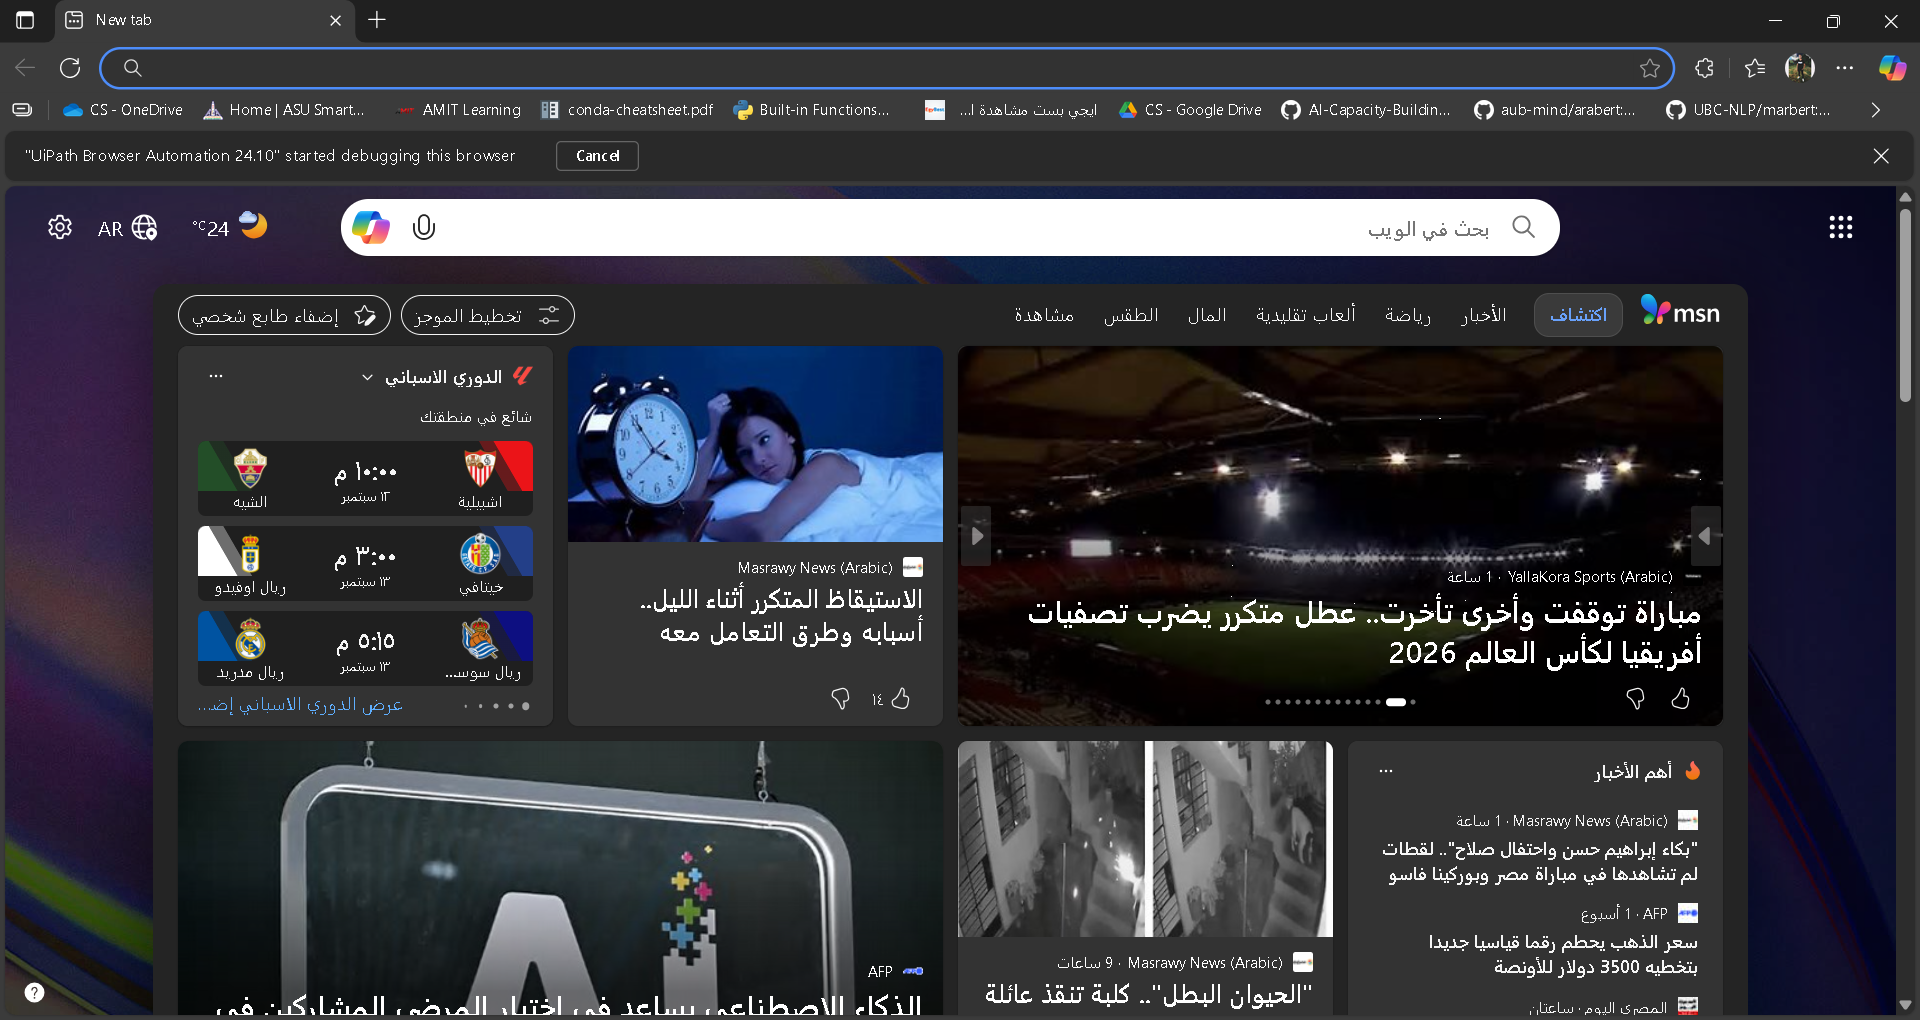 New tab
CS - OneDrive
Home | ASU Smart...
AMIT Learning
conda-cheatsheet.pdf
Built-in Functions...
ايجي بست مشاهدة ا...
CS - Google Drive
AI-Capacity-Buildin...
aub-mind/arabert:...
UBC-NLP/marbert:...
"UiPath Browser Automation 24.10" started debugging this browser
Cancel
AR
°C 24
بحث في الويب
msn
اكتشاف
الأخبار
رياضة
ألعاب تقليدية
المال
الطقس
مشاهدة
تخطيط الموجز
إضفاء طابع شخصي
YallaKora Sports (Arabic) · 1 ساعة
مباراة توقفت وأخرى تأخرت.. عطل متكرر يضرب تصفيات
أفريقيا لكأس العالم 2026
Masrawy News (Arabic)
الاستيقاظ المتكرر أثناء الليل..
أسبابه وطرق التعامل معه
١٤
الدوري الاسباني
شائع في منطقتك
١٠:٠٠ م
١٢ سبتمبر
اشبيلية
الشيه
٣:٠٠ م
١٣ سبتمبر
خيتافي
ريال اوفيدو
٥:١٥ م
١٣ سبتمبر
ريال سوسي...
ريال مدريد
عرض الدوري الاسباني إضـ...
أهم الأخبار
Masrawy News (Arabic) · 1 ساعة
"بكاء إبراهيم حسن واحتفال صلاح".. لقطات
لم تشاهدها في مباراة مصر وبوركينا فاسو
AFP · 1 أسبوع
سعر الذهب يحطم رقما قياسيا جديدا
بتخطيه 3500 دولار للأونصة
المصري اليوم · ساعتان
Masrawy News (Arabic) · 9 ساعات
"الحيوان البطل".. كلبة تنقذ عائلة
AFP
الذكاء الاصطناعي يساعد في اختيار المرضى المشاركين في
AI